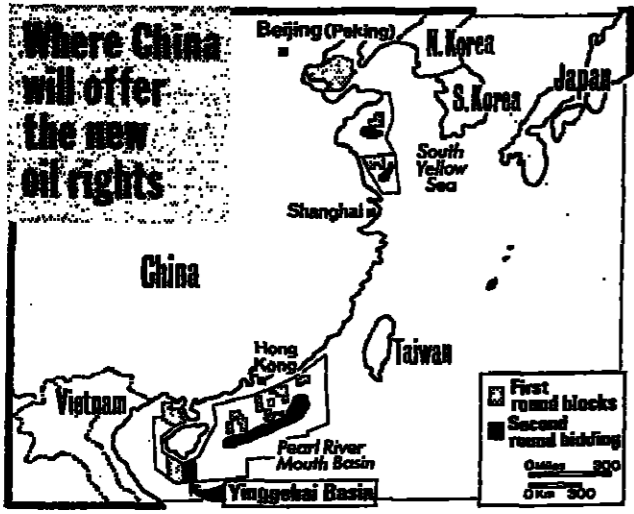 Where China
will offer
the new
oil rights
Beijing (Peking)
N. Korea
S. Korea
Japan
South
Yellow
Sea
Shanghai
China
Hong
Kong
Taiwan
Vietnam
Pearl River
Mouth Basin
Yinggehai Basin
First
round blocks
Second
round bidding
0 Miles 300
0 Km 300